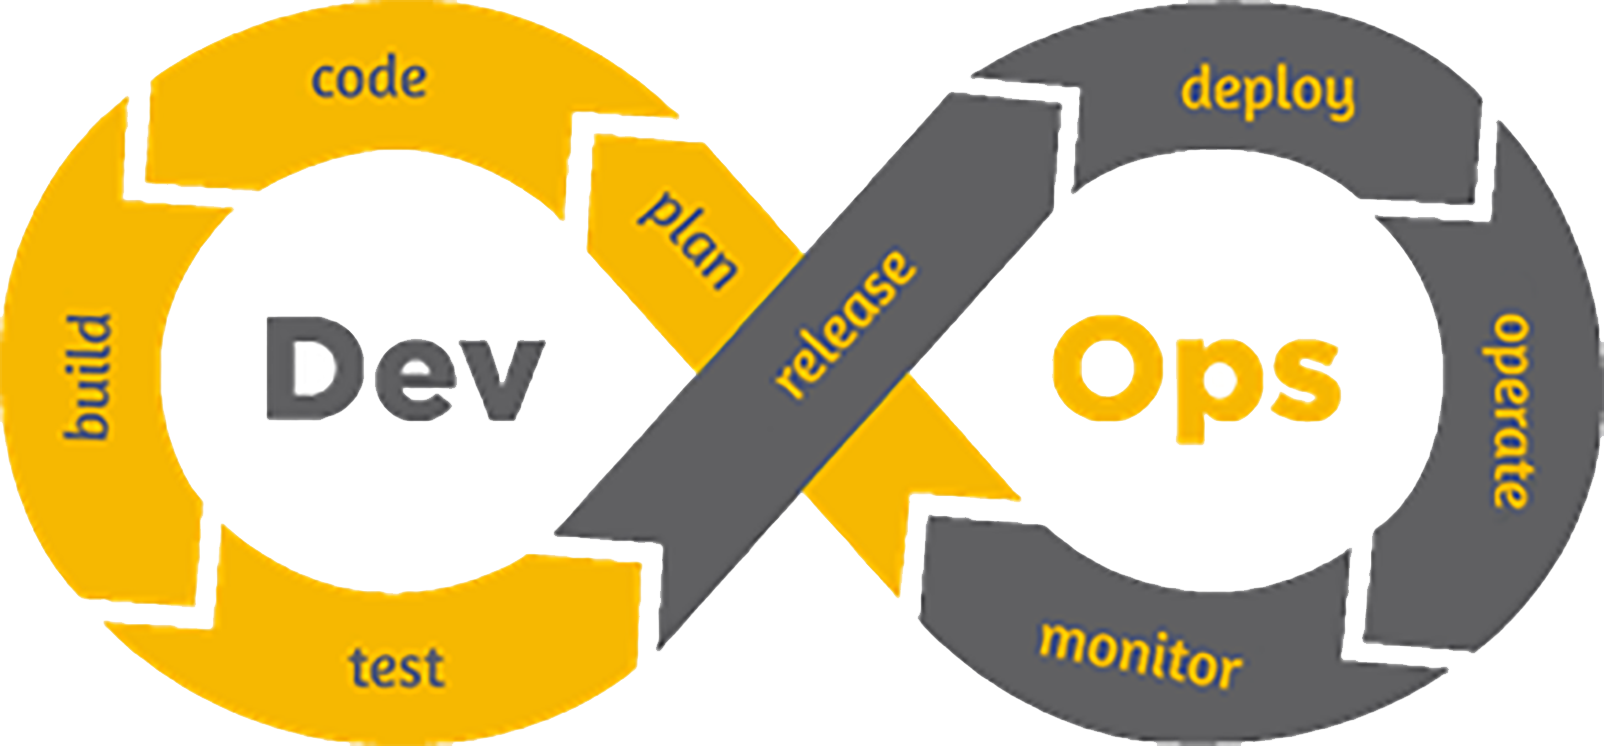 code
deploy
plan
release
build
Dev
Ops
operate
test
monitor